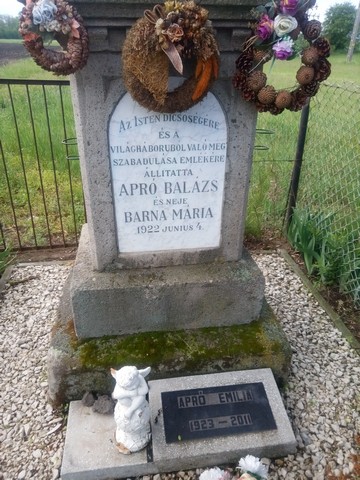 AZ ISTEN DICSŐSÉGÉRE
ÉS A
VILÁGHÁBORUBÓL VALÓ MEG
SZABADULÁSA EMLÉKÉRE
ÁLLITATTA
APRÓ BALÁZS
ÉS NEJE
BARNA MÁRIA
1922 JUNIUS 4.
APRÓ EMILIA
1923 - 2011